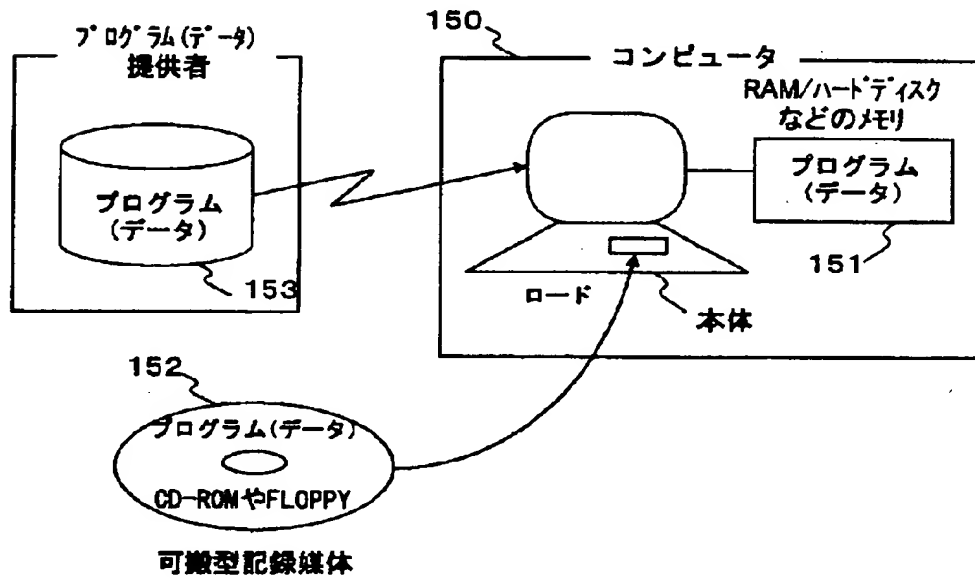 プログラム(データ)
提供者
プログラム
(データ)
153
150
コンピュータ
RAM/ハードディスク
などのメモリ
プログラム
(データ)
151
ロード
本体
152
プログラム(データ)
CD-ROMやFLOPPY
可搬型記録媒体